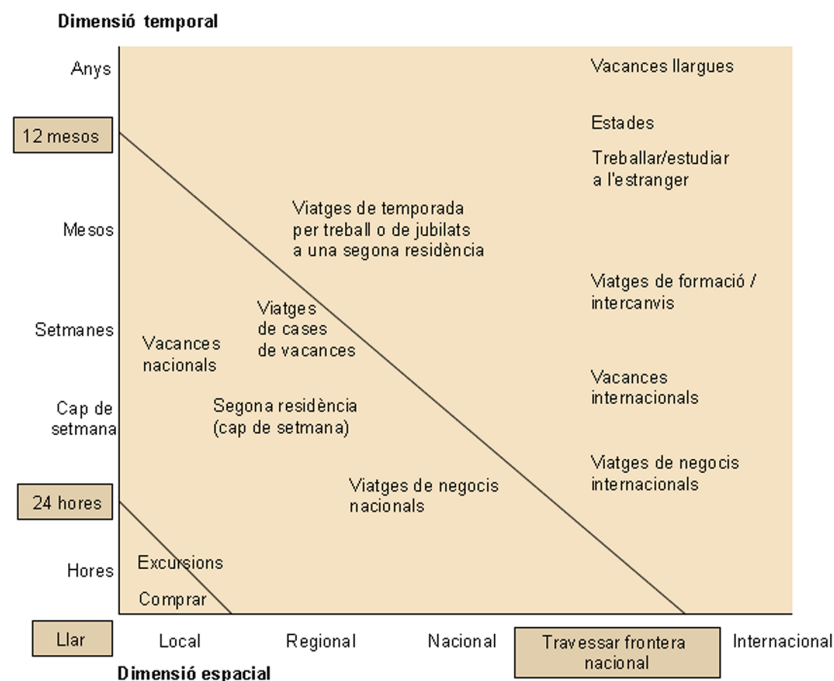 Dimensió temporal
Anys
Vacances llargues
12 mesos
Estades
Treballar/estudiar
a l'estranger
Mesos
Viatges de temporada
per treball o de jubilats
a una segona residència
Viatges de formació /
intercanvis
Setmanes
Viatges
de cases
de vacances
Vacances
nacionals
Cap de
setmana
Segona residència
(cap de setmana)
Vacances
internacionals
Viatges de negocis
internacionals
24 hores
Viatges de negocis
nacionals
Hores
Excursions
Comprar
Llar
Local
Regional
Nacional
Travessar frontera
nacional
Internacional
Dimensió espacial